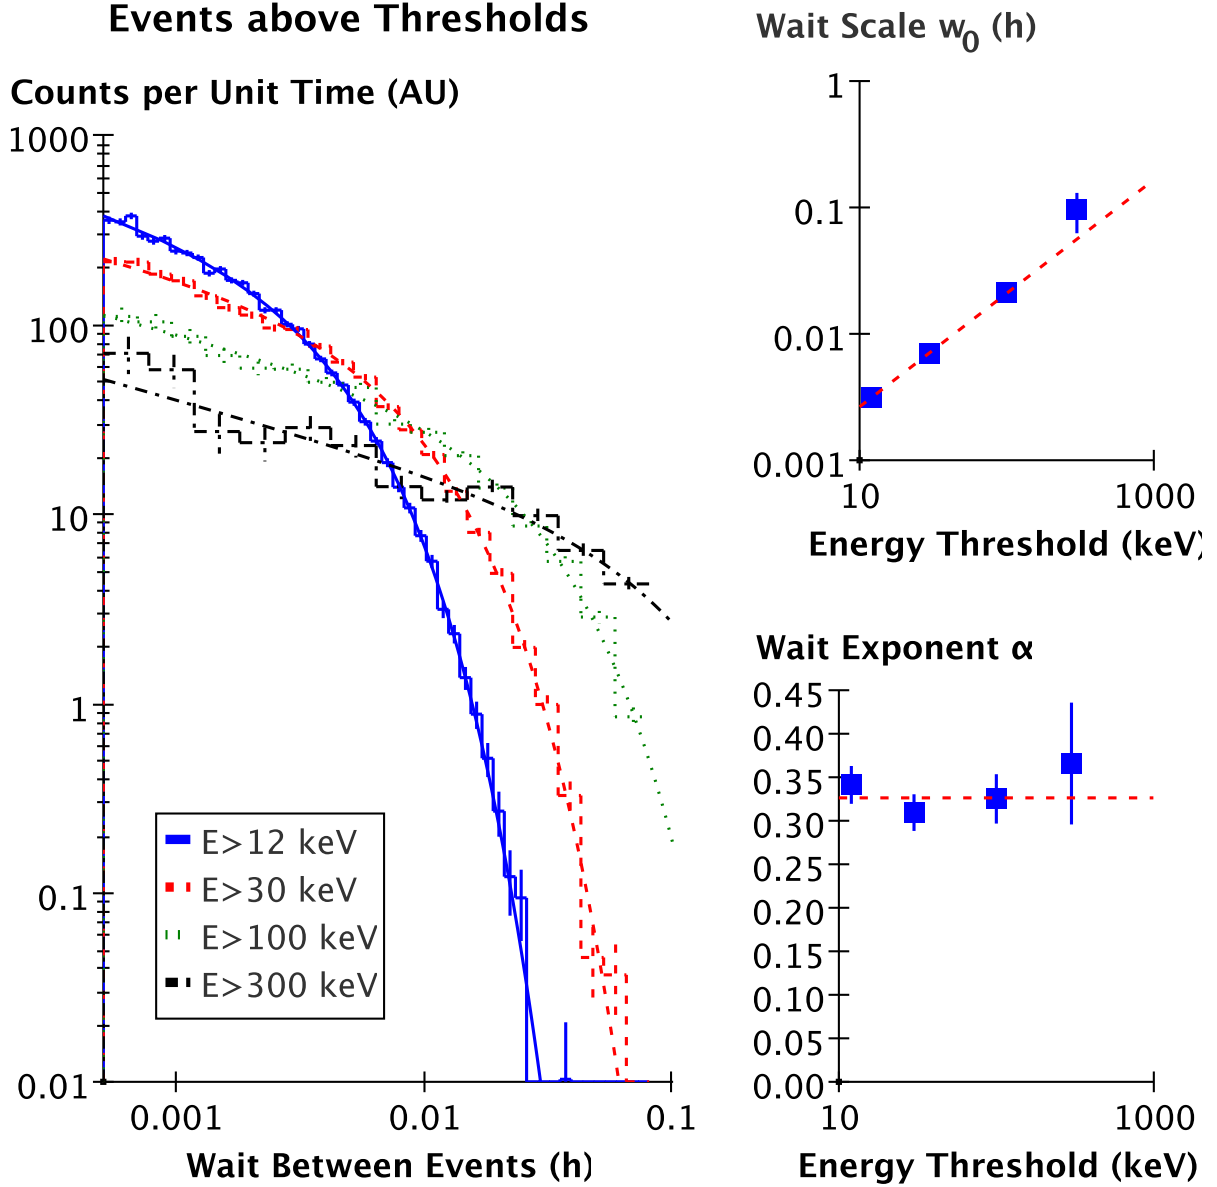 Events above Thresholds
Counts per Unit Time (AU)
1000
100
10
1
0.1
0.01
0.001
0.01
0.1
Wait Between Events (h)
E>12 keV
E>30 keV
E>100 keV
E>300 keV
Wait Scale w0 (h)
1
0.1
0.01
0.001
10
1000
Energy Threshold (keV)
Wait Exponent α
0.45
0.40
0.35
0.30
0.25
0.20
0.15
0.10
0.05
0.00
10
1000
Energy Threshold (keV)